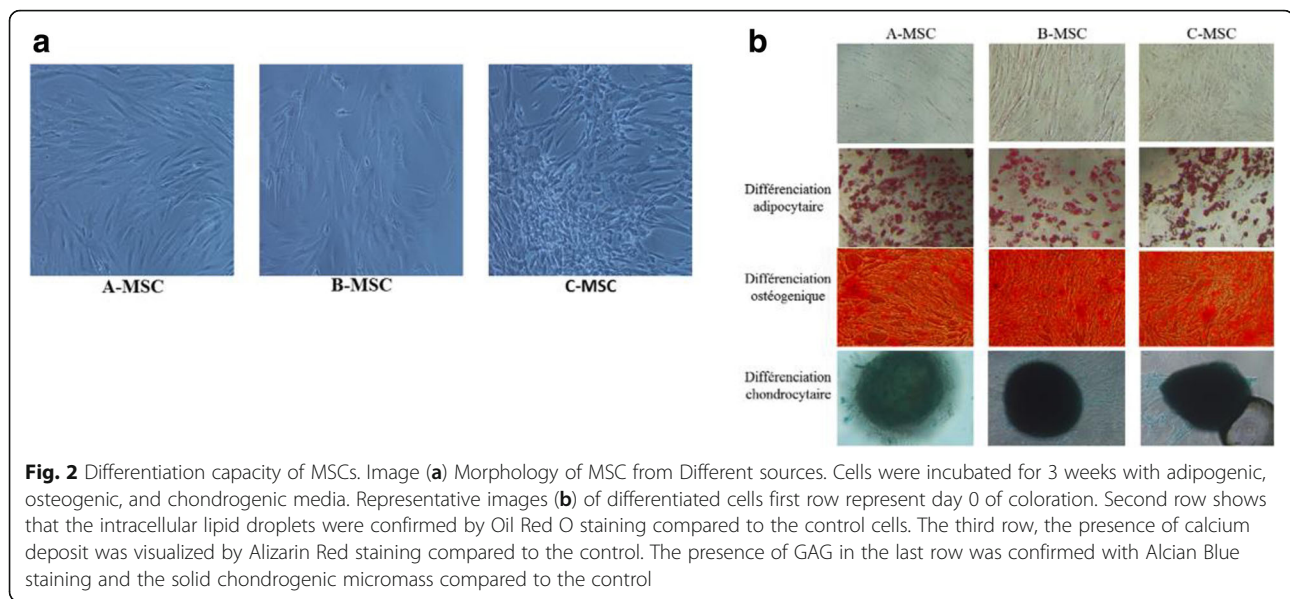 a
A-MSC
B-MSC
C-MSC
b
A-MSC B-MSC C-MSC
Différenciation
adipocytaire
Différenciation
ostéogenique
Différenciation
chondrocytaire
Fig. 2 Differentiation capacity of MSCs. Image (a) Morphology of MSC from Different sources. Cells were incubated for 3 weeks with adipogenic,
osteogenic, and chondrogenic media. Representative images (b) of differentiated cells first row represent day 0 of coloration. Second row shows
that the intracellular lipid droplets were confirmed by Oil Red O staining compared to the control cells. The third row, the presence of calcium
deposit was visualized by Alizarin Red staining compared to the control. The presence of GAG in the last row was confirmed with Alcian Blue
staining and the solid chondrogenic micromass compared to the control